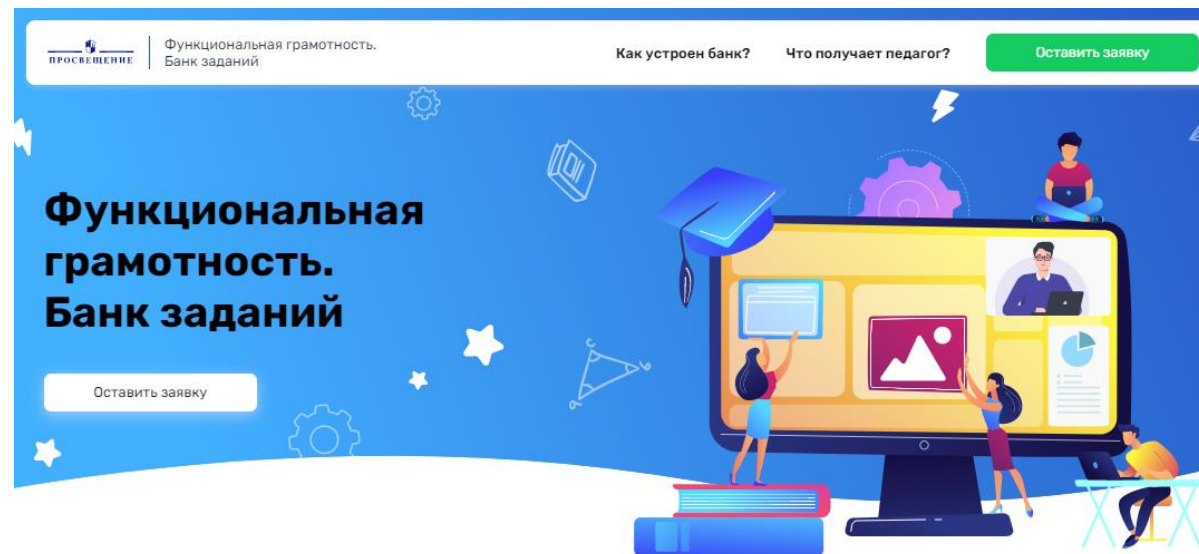 ПРОСВЕЩЕНИЕ
Функциональная грамотность.
Банк заданий
Как устроен банк?
Что получает педагог?
Оставить заявку
Функциональная
грамотность.
Банк заданий
Оставить заявку